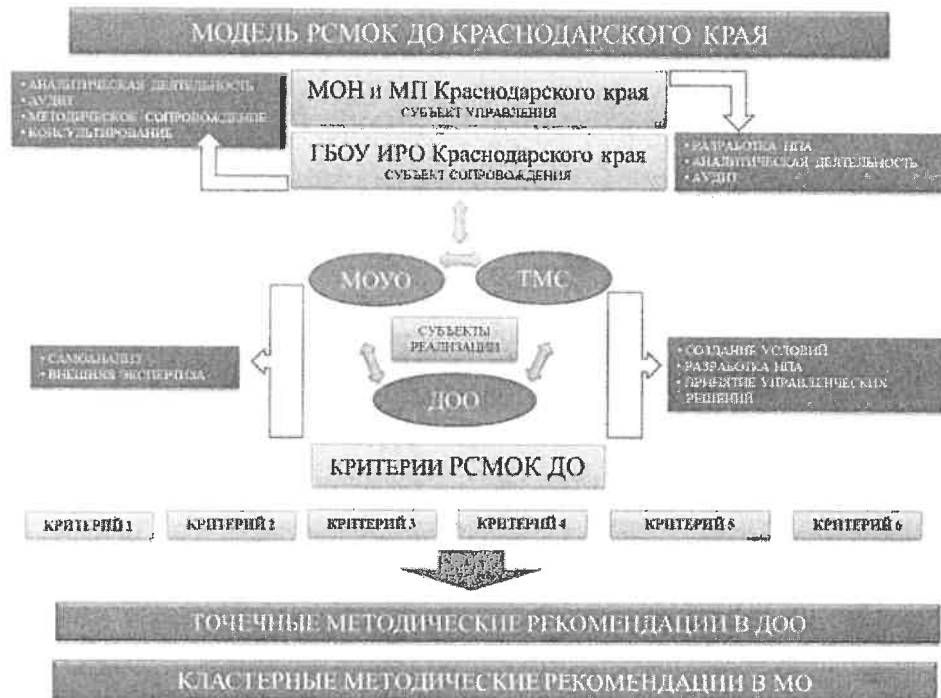 МОДЕЛЬ РСМОК ДО КРАСНОДАРСКОГО КРАЯ
• АНАЛИТИЧЕСКАЯ ДЕЯТЕЛЬНОСТЬ
• АУДИТ
• МЕТОДИЧЕСКОЕ СОПРОВОЖДЕНИЕ
• КОНСУЛЬТИРОВАНИЕ
МОН и МП Краснодарского края
СУБЪЕКТ УПРАВЛЕНИЯ
ГБОУ ИРО Краснодарского края
СУБЪЕКТ СОПРОВОЖДЕНИЯ
• РАЗРАБОТКА НПА
• АНАЛИТИЧЕСКАЯ ДЕЯТЕЛЬНОСТЬ
• АУДИТ
МОУО
ТМС
СУБЪЕКТЫ
РЕАЛИЗАЦИИ
ДОО
• САМОАНАЛИЗ
• ВНЕШНЯЯ ЭКСПЕРТИЗА
• СОЗДАНИЕ УСЛОВИЙ
• РАЗРАБОТКА НПА
• ПРИНЯТИЕ УПРАВЛЕНЧЕСКИХ
РЕШЕНИЙ
КРИТЕРИИ РСМОК ДО
КРИТЕРИЙ 1
КРИТЕРИЙ 2
КРИТЕРИЙ 3
КРИТЕРИЙ 4
КРИТЕРИЙ 5
КРИТЕРИЙ 6
ТОЧЕЧНЫЕ МЕТОДИЧЕСКИЕ РЕКОМЕНДАЦИИ В ДОО
КЛАСТЕРНЫЕ МЕТОДИЧЕСКИЕ РЕКОМЕНДАЦИИ В МО